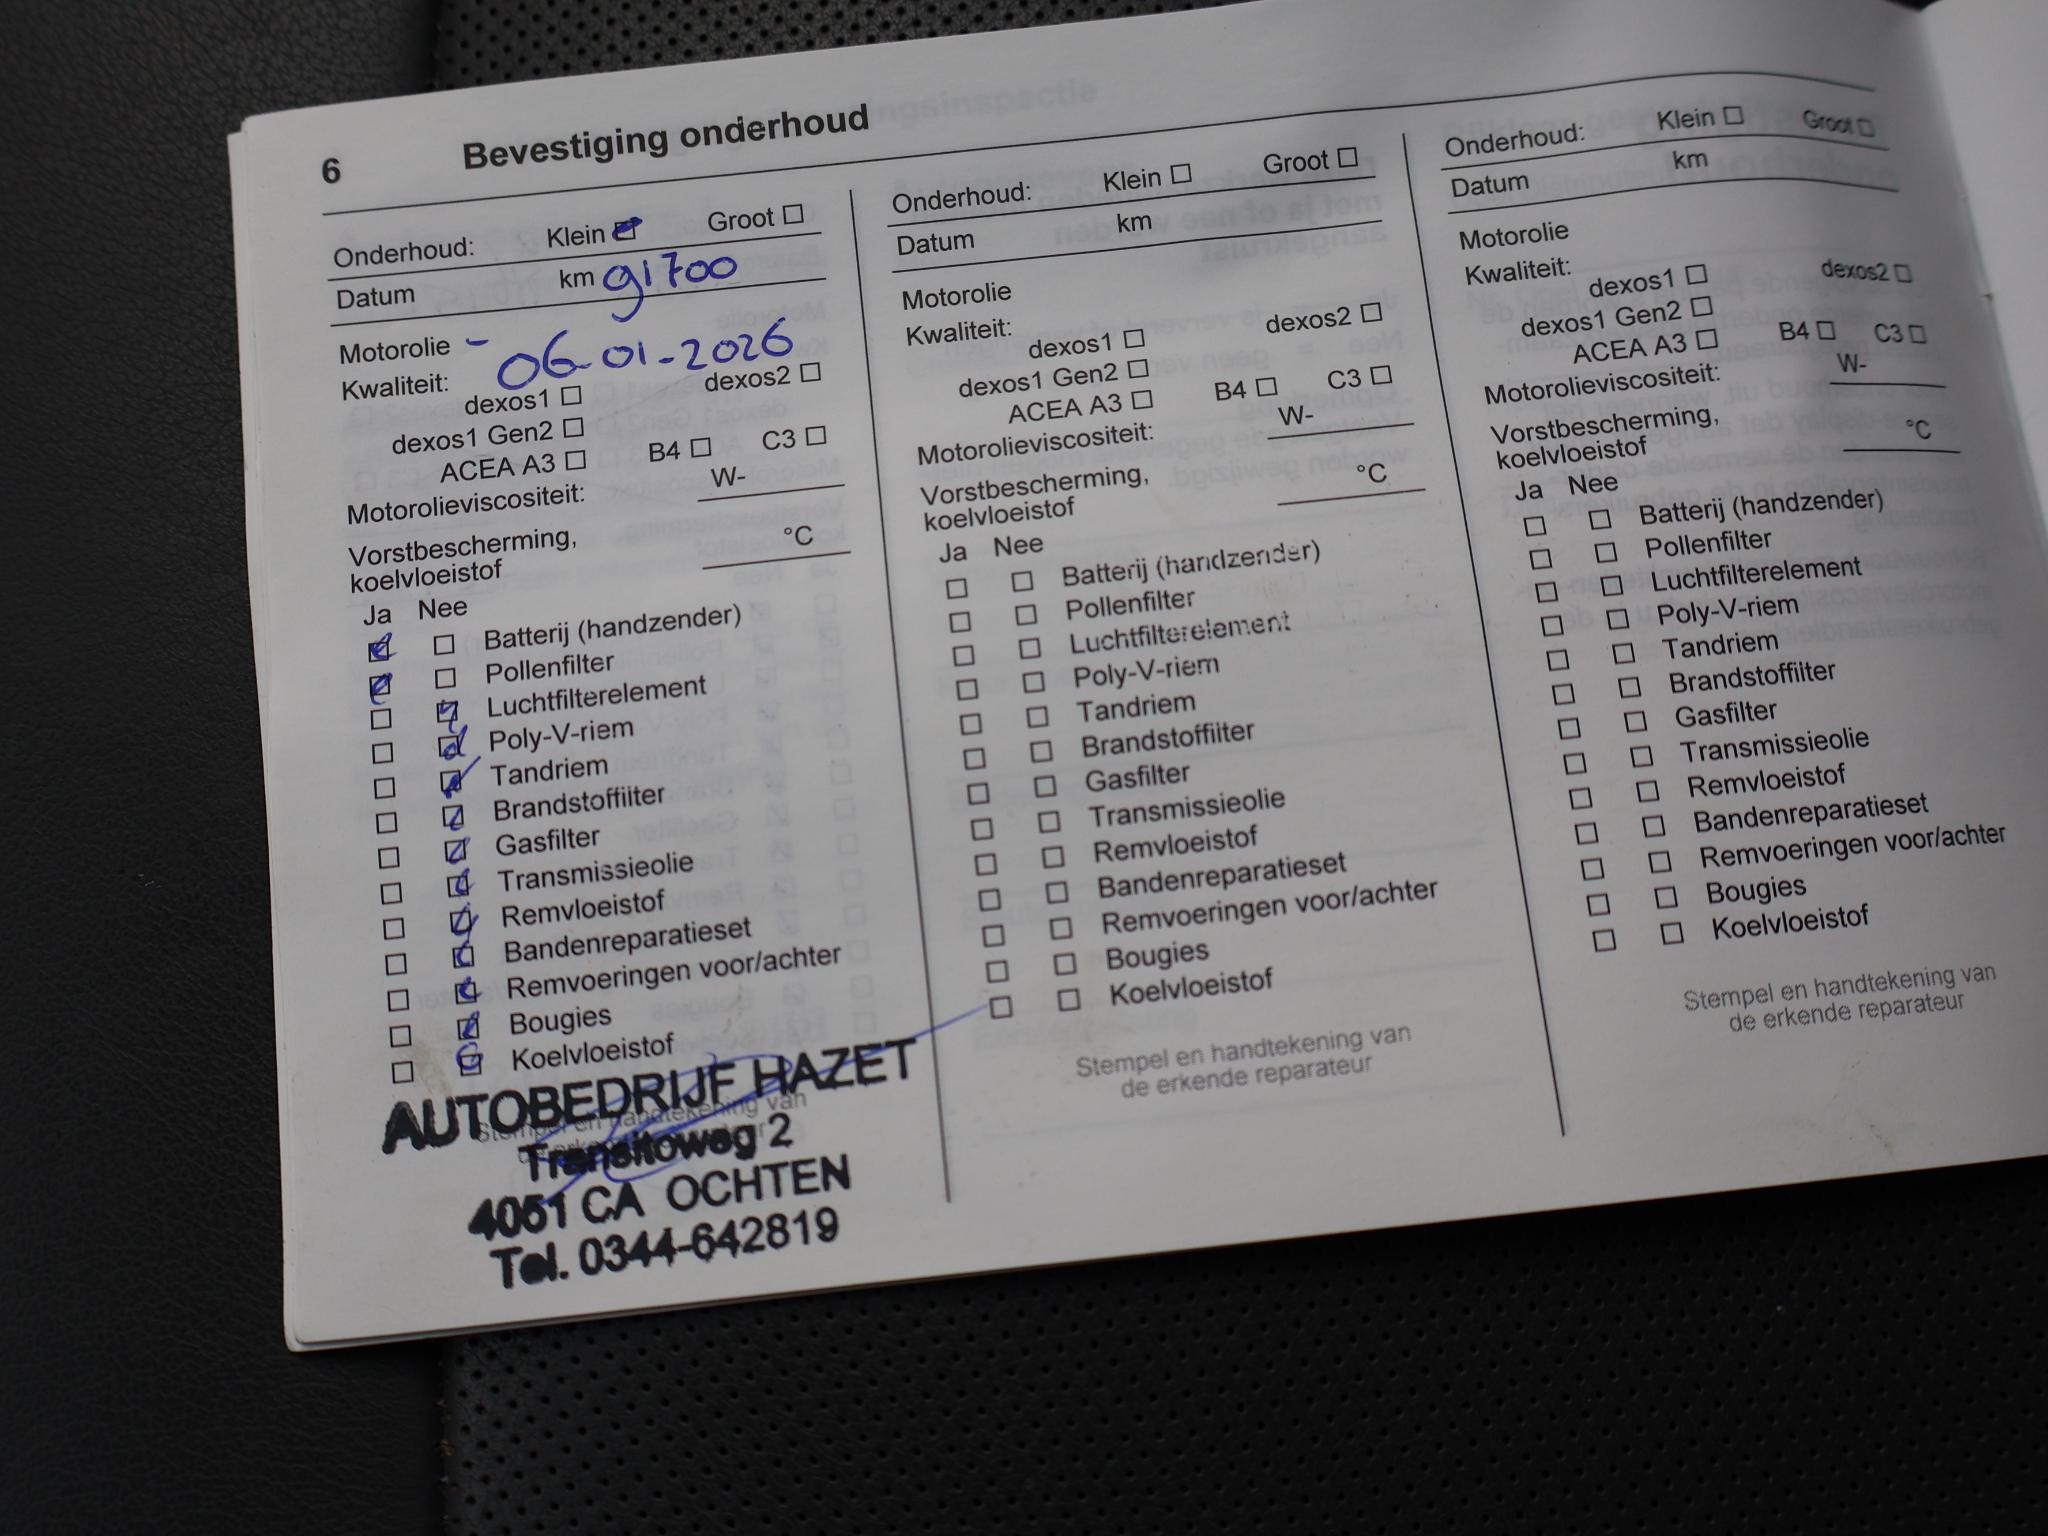 6 Bevestiging onderhoud
Onderhoud: Klein Groot
Datum km 91700
Motorolie - 06-01-2026
Kwaliteit:
dexos1 dexos2
dexos1 Gen2
ACEA A3 B4 C3
Motorolieviscositeit: W-
Vorstbescherming,
koelvloeistof °C
Ja Nee
Batterij (handzender)
Pollenfilter
Luchtfilterelement
Poly-V-riem
Tandriem
Brandstoffilter
Gasfilter
Transmissieolie
Remvloeistof
Bandenreparatieset
Remvoeringen voor/achter
Bougies
Koelvloeistof
AUTOBEDRIJF HAZET
Stempel en handtekening van
Transitoweg 2
4051 CA OCHTEN
Tel. 0344-642819
Onderhoud: Klein Groot
Datum km
Motorolie
Kwaliteit:
dexos1 dexos2
dexos1 Gen2
ACEA A3 B4 C3
Motorolieviscositeit: W-
Vorstbescherming,
koelvloeistof °C
Ja Nee
Batterij (handzender)
Pollenfilter
Luchtfilterelement
Poly-V-riem
Tandriem
Brandstoffilter
Gasfilter
Transmissieolie
Remvloeistof
Bandenreparatieset
Remvoeringen voor/achter
Bougies
Koelvloeistof
Stempel en handtekening van
de erkende reparateur
Onderhoud: Klein Groot
Datum km
Motorolie
Kwaliteit:
dexos1 dexos2
dexos1 Gen2
ACEA A3 B4 C3
Motorolieviscositeit: W-
Vorstbescherming,
koelvloeistof °C
Ja Nee
Batterij (handzender)
Pollenfilter
Luchtfilterelement
Poly-V-riem
Tandriem
Brandstoffilter
Gasfilter
Transmissieolie
Remvloeistof
Bandenreparatieset
Remvoeringen voor/achter
Bougies
Koelvloeistof
Stempel en handtekening van
de erkende reparateur